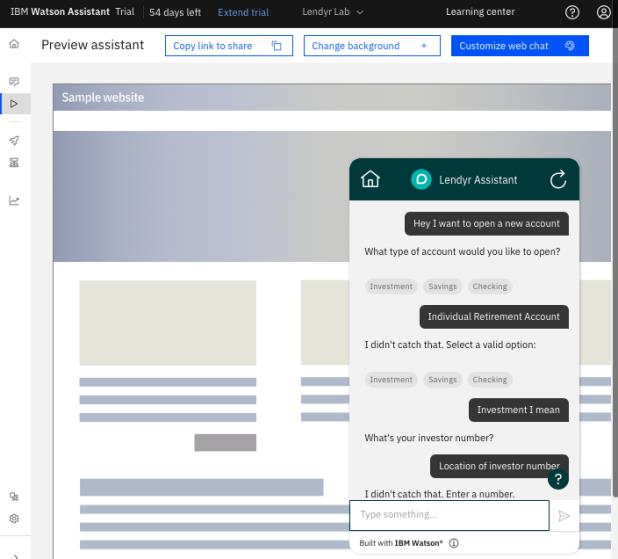 IBM Watson Assistant Trial 54 days left Extend trial Lendyr Lab Learning center
Preview assistant Copy link to share Change background + Customize web chat
Sample website
Lendyr Assistant
Hey I want to open a new account
What type of account would you like to open?
Investment Savings Checking
Individual Retirement Account
I didn't catch that. Select a valid option:
Investment Savings Checking
Investment I mean
What's your investor number?
Location of investor number
?
I didn't catch that. Enter a number.
Type something...
Built with IBM Watson®